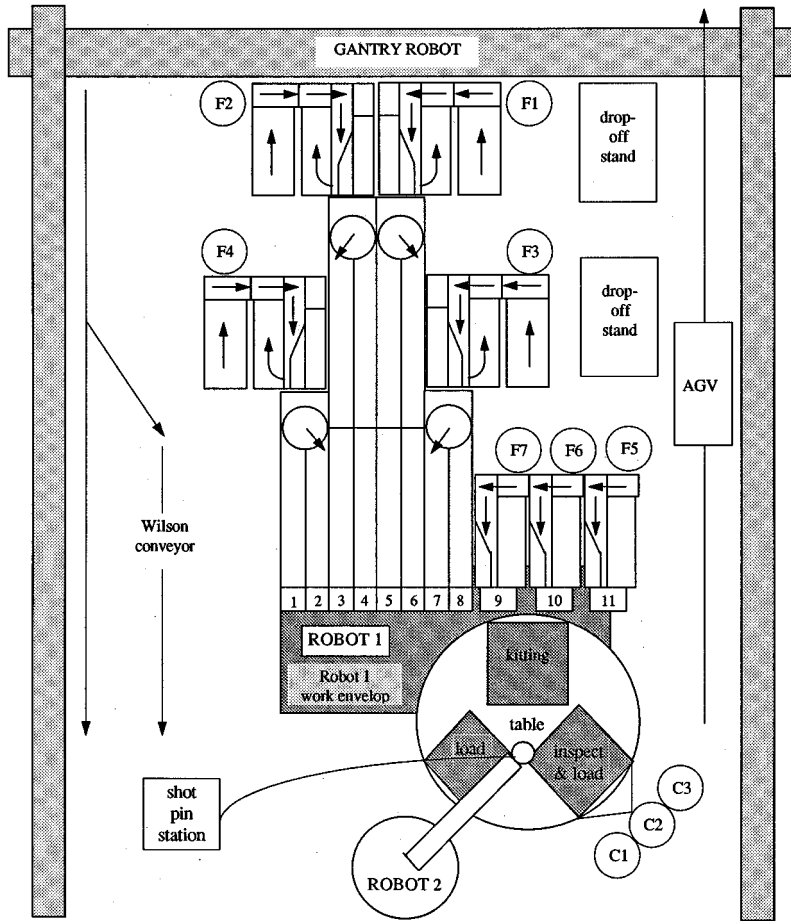 GANTRY ROBOT
F2
F1
drop-
off
stand
F4
F3
drop-
off
stand
AGV
F7
F6
F5
Wilson
conveyor
1 2 3 4 5 6 7 8 9 10 11
ROBOT 1
Robot 1
work envelop
kitting
table
load
inspect
& load
shot
pin
station
C3
C2
C1
ROBOT 2